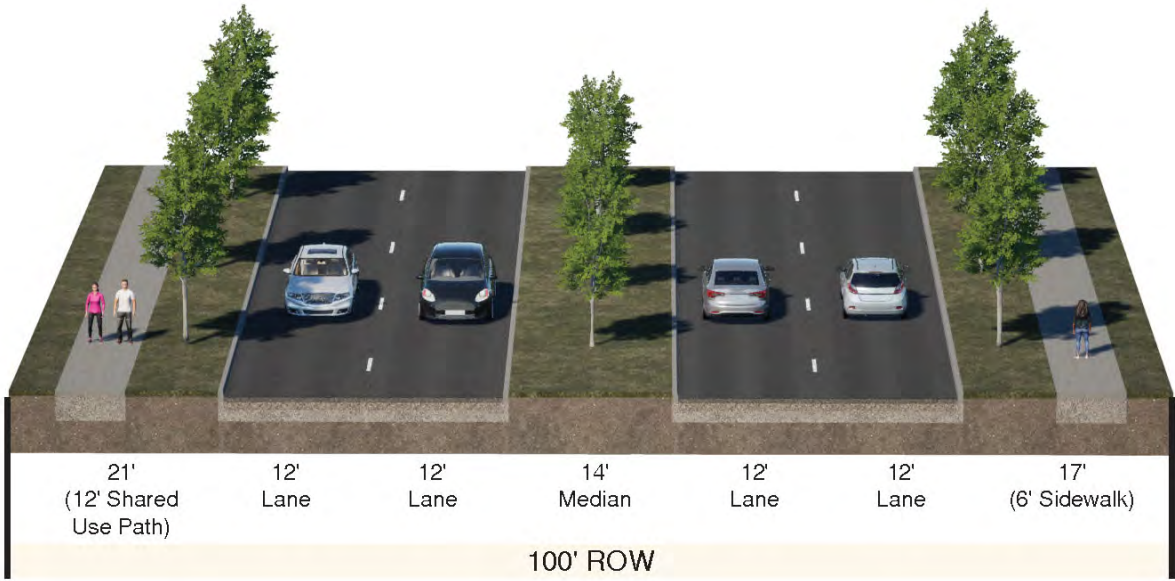 21' 12' 12' 14' 12' 12' 17'
(12' Shared Lane Lane Median Lane Lane (6' Sidewalk)
Use Path)
100' ROW